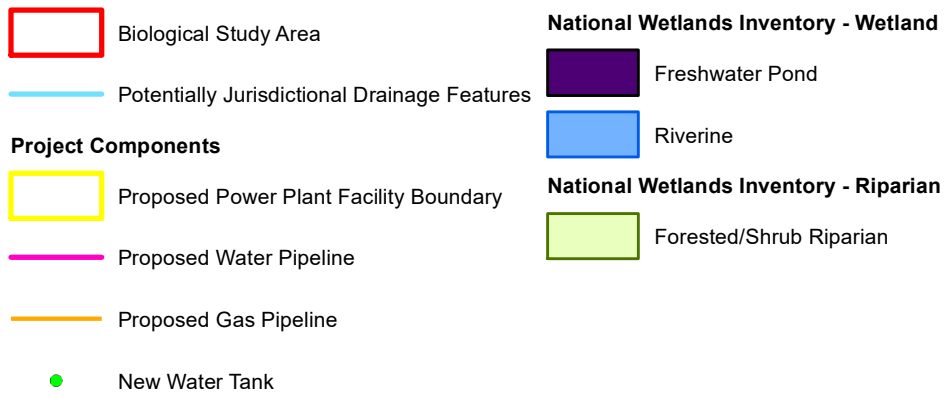 Biological Study Area
Potentially Jurisdictional Drainage Features
Project Components
Proposed Power Plant Facility Boundary
Proposed Water Pipeline
Proposed Gas Pipeline
New Water Tank
National Wetlands Inventory - Wetland
Freshwater Pond
Riverine
National Wetlands Inventory - Riparian
Forested/Shrub Riparian